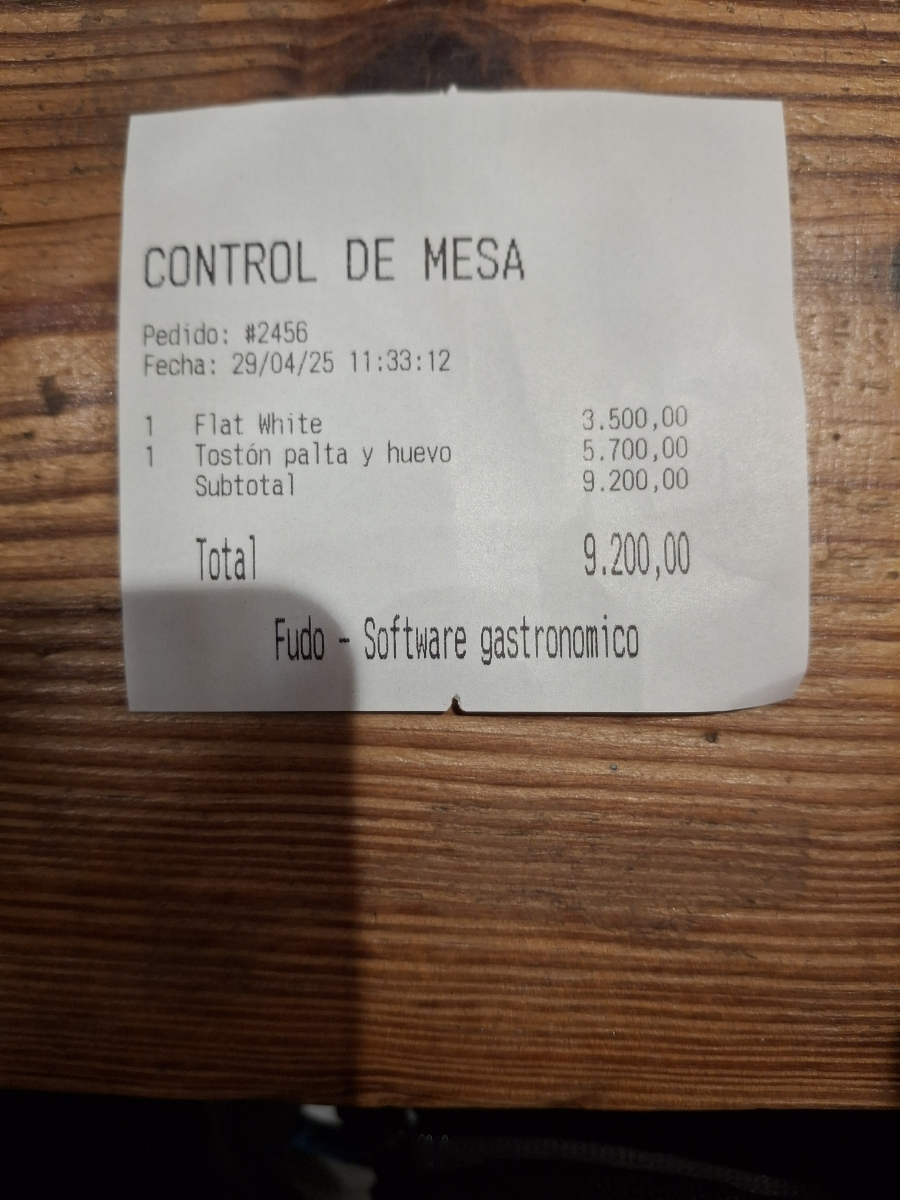 CONTROL DE MESA
Pedido: #2456
Fecha: 29/04/25 11:33:12
1 Flat White 3.500,00
1 Tostón palta y huevo 5.700,00
Subtotal 9.200,00
Total 9.200,00
Fudo - Software gastronomico